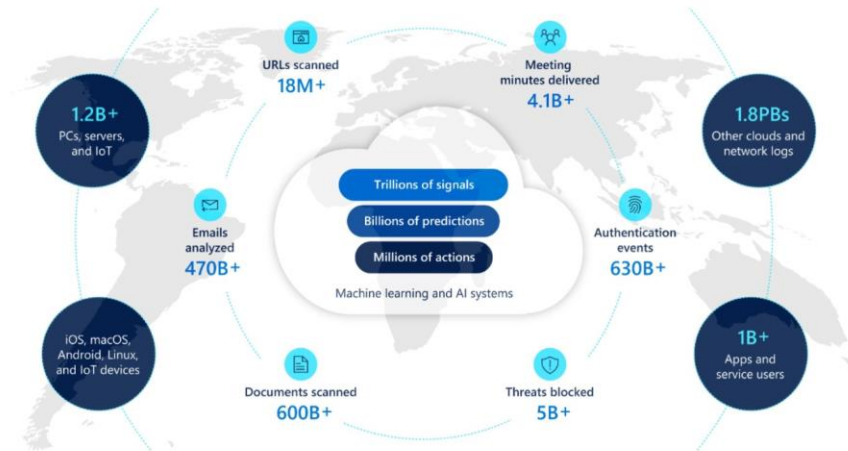 URLs scanned
18M+
Meeting
minutes delivered
4.1B+
1.2B+
PCs, servers,
and IoT
1.8PBs
Other clouds and
network logs
Trillions of signals
Billions of predictions
Millions of actions
Machine learning and AI systems
Emails
analyzed
470B+
Authentication
events
630B+
iOS, macOS,
Android, Linux,
and IoT devices
1B+
Apps and
service users
Documents scanned
600B+
Threats blocked
5B+